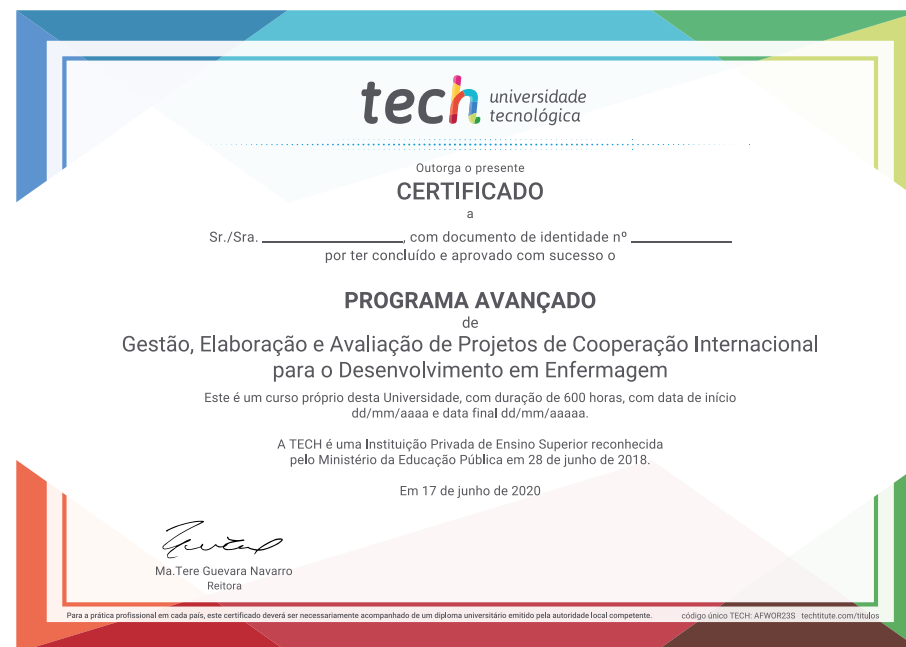 tech universidade
tecnológica
Outorga o presente
CERTIFICADO
a
Sr./Sra. ____________________, com documento de identidade nº ______________
por ter concluído e aprovado com sucesso o
PROGRAMA AVANÇADO
de
Gestão, Elaboração e Avaliação de Projetos de Cooperação Internacional
para o Desenvolvimento em Enfermagem
Este é um curso próprio desta Universidade, com duração de 600 horas, com data de início
dd/mm/aaaa e data final dd/mm/aaaaa.
A TECH é uma Instituição Privada de Ensino Superior reconhecida
pelo Ministério da Educação Pública em 28 de junho de 2018.
Em 17 de junho de 2020
Ma.Tere Guevara Navarro
Reitora
Para a prática profissional em cada país, este certificado deverá ser necessariamente acompanhado de um diploma universitário emitido pela autoridade local competente. código único TECH: AFWOR23S techtitute.com/titulos